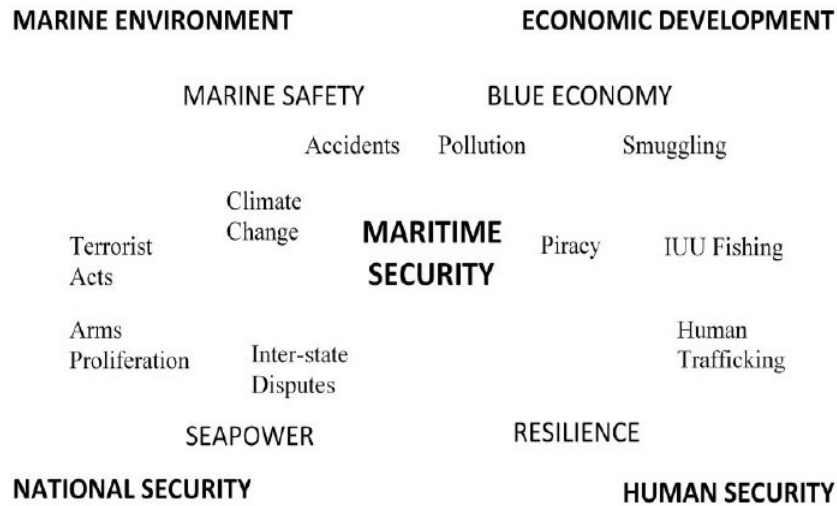 MARINE ENVIRONMENT
ECONOMIC DEVELOPMENT
MARINE SAFETY
BLUE ECONOMY
Accidents
Pollution
Smuggling
Climate
Change
MARITIME
SECURITY
Piracy
IUU Fishing
Terrorist
Acts
Arms
Proliferation
Inter-state
Disputes
Human
Trafficking
SEAPOWER
RESILIENCE
NATIONAL SECURITY
HUMAN SECURITY